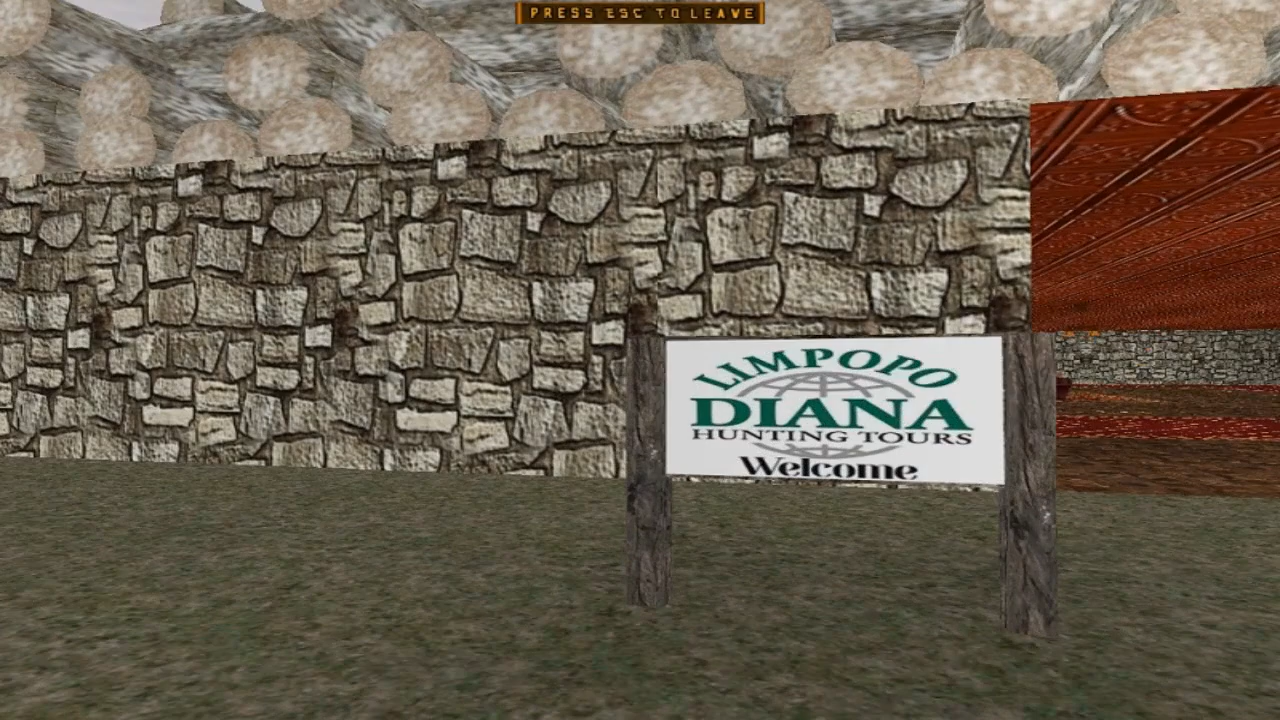 PRESS ESC TO LEAVE
LIMPOPO
DIANA
HUNTING TOURS
Welcome